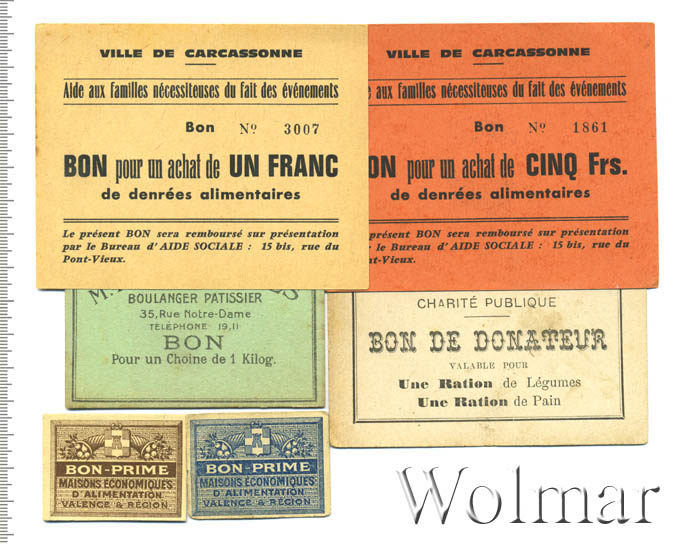 VILLE DE CARCASSONNE
Aide aux familles nécessiteuses du fait des événements
Bon Nº 3007
BON pour un achat de UN FRANC
de denrées alimentaires
Le présent BON sera remboursé sur présentation
par le Bureau d'AIDE SOCIALE : 15 bis, rue du
Pont-Vieux.
VILLE DE CARCASSONNE
aux familles nécessiteuses du fait des événements
Bon Nº 1861
ON pour un achat de CINQ Frs.
de denrées alimentaires
présent BON sera remboursé sur présentation
le Bureau d'AIDE SOCIALE : 15 bis, rue du
Pont-Vieux.
BOULANGER PATISSIER
35, Rue Notre-Dame
TÉLÉPHONE 19.11
BON
Pour un Choine de 1 Kilog.
CHARITÉ PUBLIQUE
BON DE DONATEUR
VALABLE POUR
Une Ration de Légumes
Une Ration de Pain
BON-PRIME
MAISONS ÉCONOMIQUES
D'ALIMENTATION
VALENCE & RÉGION
BON-PRIME
MAISONS ÉCONOMIQUES
D'ALIMENTATION
VALENCE & RÉGION
Wolmar